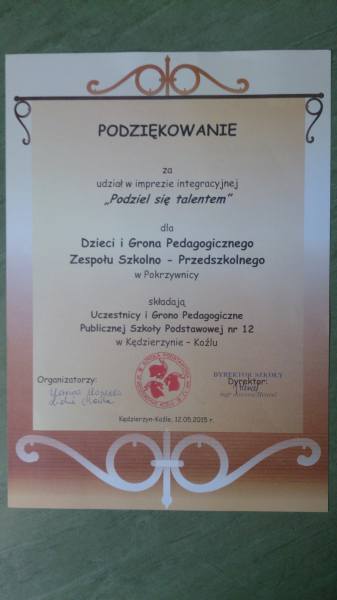 PODZIĘKOWANIE
za
udział w imprezie integracyjnej
„Podziel się talentem”
dla
Dzieci i Grona Pedagogicznego
Zespołu Szkolno - Przedszkolnego
w Pokrzywnicy
składają
Uczestnicy i Grono Pedagogiczne
Publicznej Szkoły Podstawowej nr 12
w Kędzierzynie – Koźlu
Organizatorzy:
DYREKTOR SZKOŁY
Dyrektor:
Kędzierzyn-Koźle, 12.05.2015 r.